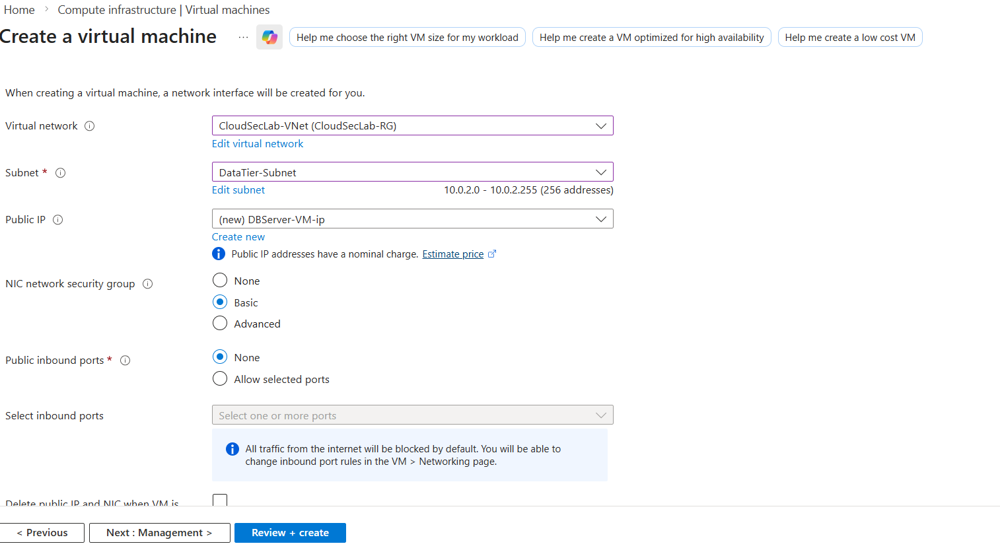 Home > Compute infrastructure | Virtual machines
Create a virtual machine ...
Help me choose the right VM size for my workload
Help me create a VM optimized for high availability
Help me create a low cost VM
When creating a virtual machine, a network interface will be created for you.
Virtual network
CloudSecLab-VNet (CloudSecLab-RG)
Edit virtual network
Subnet *
DataTier-Subnet
Edit subnet
10.0.2.0 - 10.0.2.255 (256 addresses)
Public IP
(new) DBServer-VM-ip
Create new
Public IP addresses have a nominal charge. Estimate price
NIC network security group
None
Basic
Advanced
Public inbound ports *
None
Allow selected ports
Select inbound ports
Select one or more ports
All traffic from the internet will be blocked by default. You will be able to
change inbound port rules in the VM > Networking page.
Delete public IP and NIC when VM is
< Previous
Next : Management >
Review + create